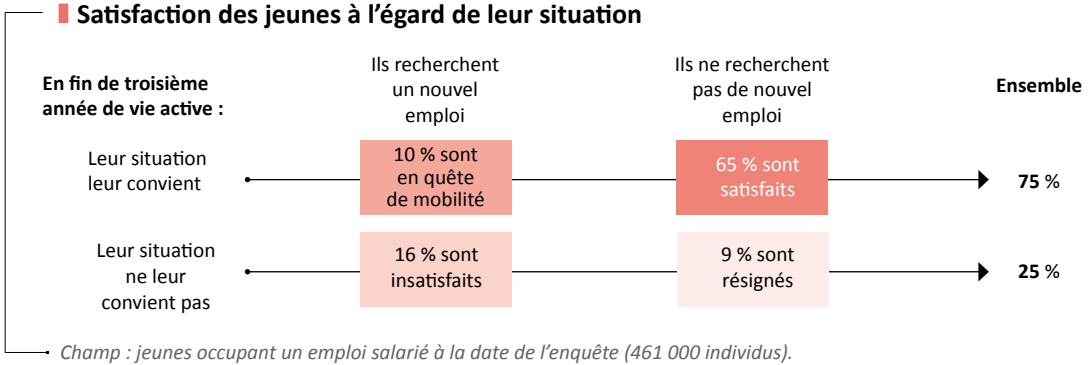 Satisfaction des jeunes à l’égard de leur situation
En fin de troisième
année de vie active :
Ils recherchent
un nouvel
emploi
Ils ne recherchent
pas de nouvel
emploi
Ensemble
Leur situation
leur convient
10 % sont
en quête
de mobilité
65 % sont
satisfaits
75 %
Leur situation
ne leur
convient pas
16 % sont
insatisfaits
9 % sont
résignés
25 %
Champ : jeunes occupant un emploi salarié à la date de l’enquête (461 000 individus).